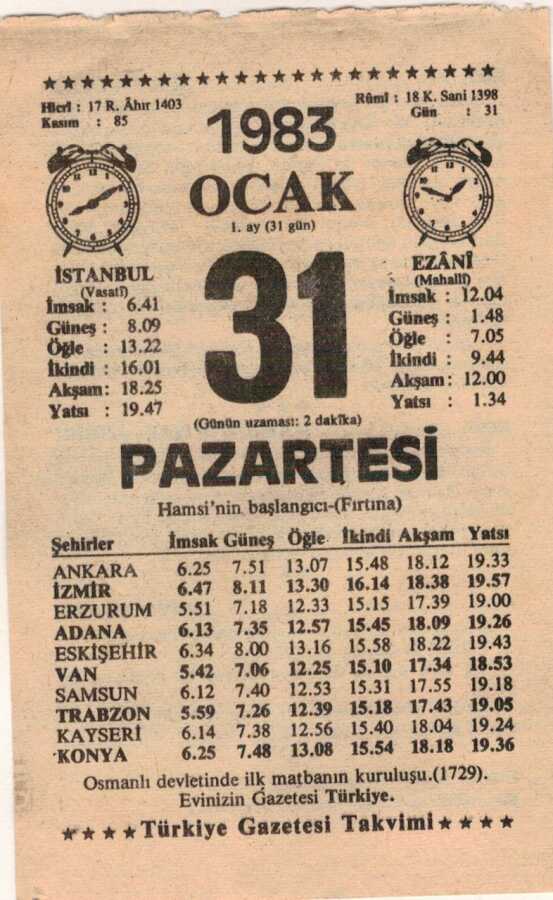 ★★★★★★★★★★★★★★★★★★★★★★★★
Hicrî : 17 R. Âhır 1403
Kasım : 85
Rûmî : 18 K. Sani 1398
Gün : 31
1983
OCAK
1. ay (31 gün)
31
(Günün uzaması: 2 dakîka)
İSTANBUL
(Vasatî)
İmsak : 6.41
Güneş : 8.09
Öğle : 13.22
İkindi : 16.01
Akşam: 18.25
Yatsı : 19.47
EZÂNÎ
(Mahallî)
İmsak : 12.04
Güneş : 1.48
Öğle : 7.05
İkindi : 9.44
Akşam: 12.00
Yatsı : 1.34
PAZARTESİ
Hamsi'nin başlangıcı-(Fırtına)
Şehirler İmsak Güneş Öğle İkindi Akşam Yatsı
ANKARA 6.25 7.51 13.07 15.48 18.12 19.33
İZMİR 6.47 8.11 13.30 16.14 18.38 19.57
ERZURUM 5.51 7.18 12.33 15.15 17.39 19.00
ADANA 6.13 7.35 12.57 15.45 18.09 19.26
ESKİŞEHİR 6.34 8.00 13.16 15.58 18.22 19.43
VAN 5.42 7.06 12.25 15.10 17.34 18.53
SAMSUN 6.12 7.40 12.53 15.31 17.55 19.18
TRABZON 5.59 7.26 12.39 15.18 17.43 19.05
KAYSERİ 6.14 7.38 12.56 15.40 18.04 19.24
KONYA 6.25 7.48 13.08 15.54 18.18 19.36
Osmanlı devletinde ilk matbanın kuruluşu.(1729).
Evinizin Gazetesi Türkiye.
★★★★Türkiye Gazetesi Takvimi★★★★